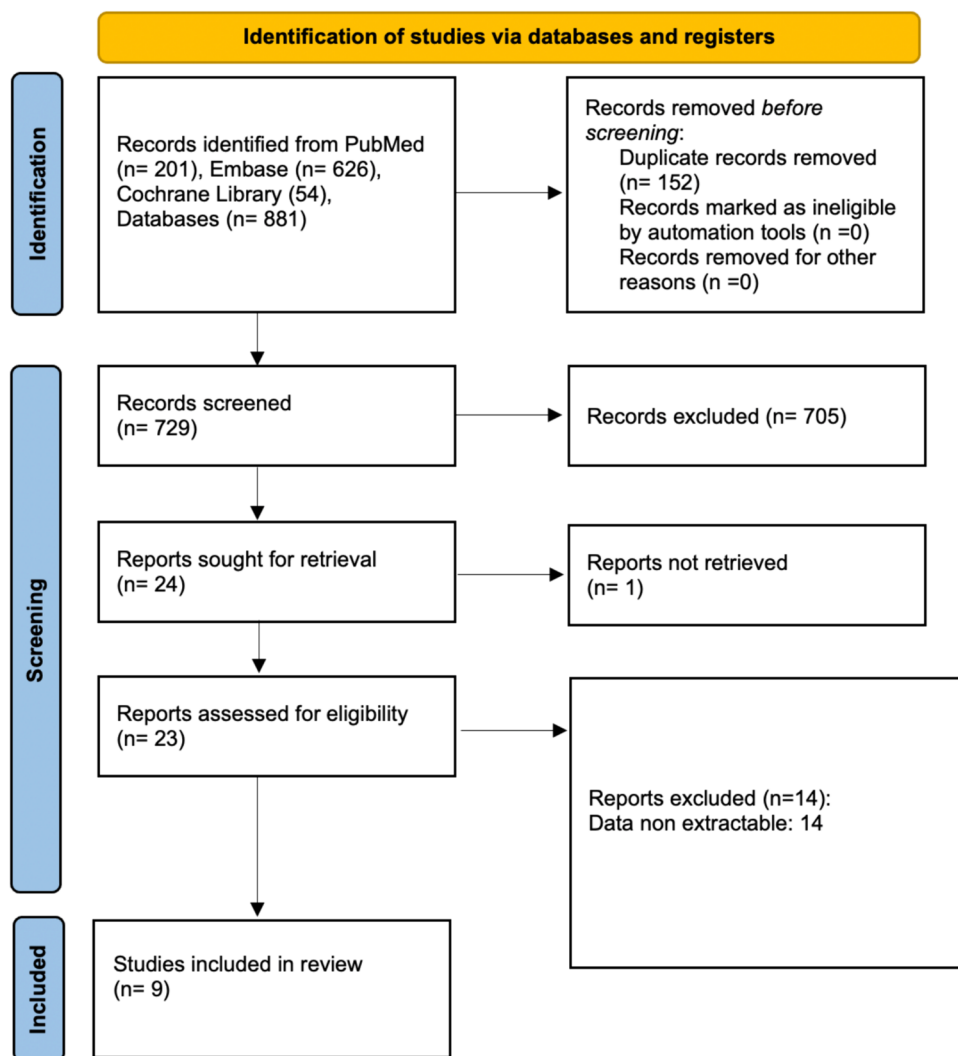 Identification of studies via databases and registers
Identification
Records identified from PubMed
(n= 201), Embase (n= 626),
Cochrane Library (54),
Databases (n= 881)
Records removed before
screening:
Duplicate records removed
(n= 152)
Records marked as ineligible
by automation tools (n =0)
Records removed for other
reasons (n =0)
Screening
Records screened
(n= 729)
Records excluded (n= 705)
Reports sought for retrieval
(n= 24)
Reports not retrieved
(n= 1)
Reports assessed for eligibility
(n= 23)
Reports excluded (n=14):
Data non extractable: 14
Included
Studies included in review
(n= 9)